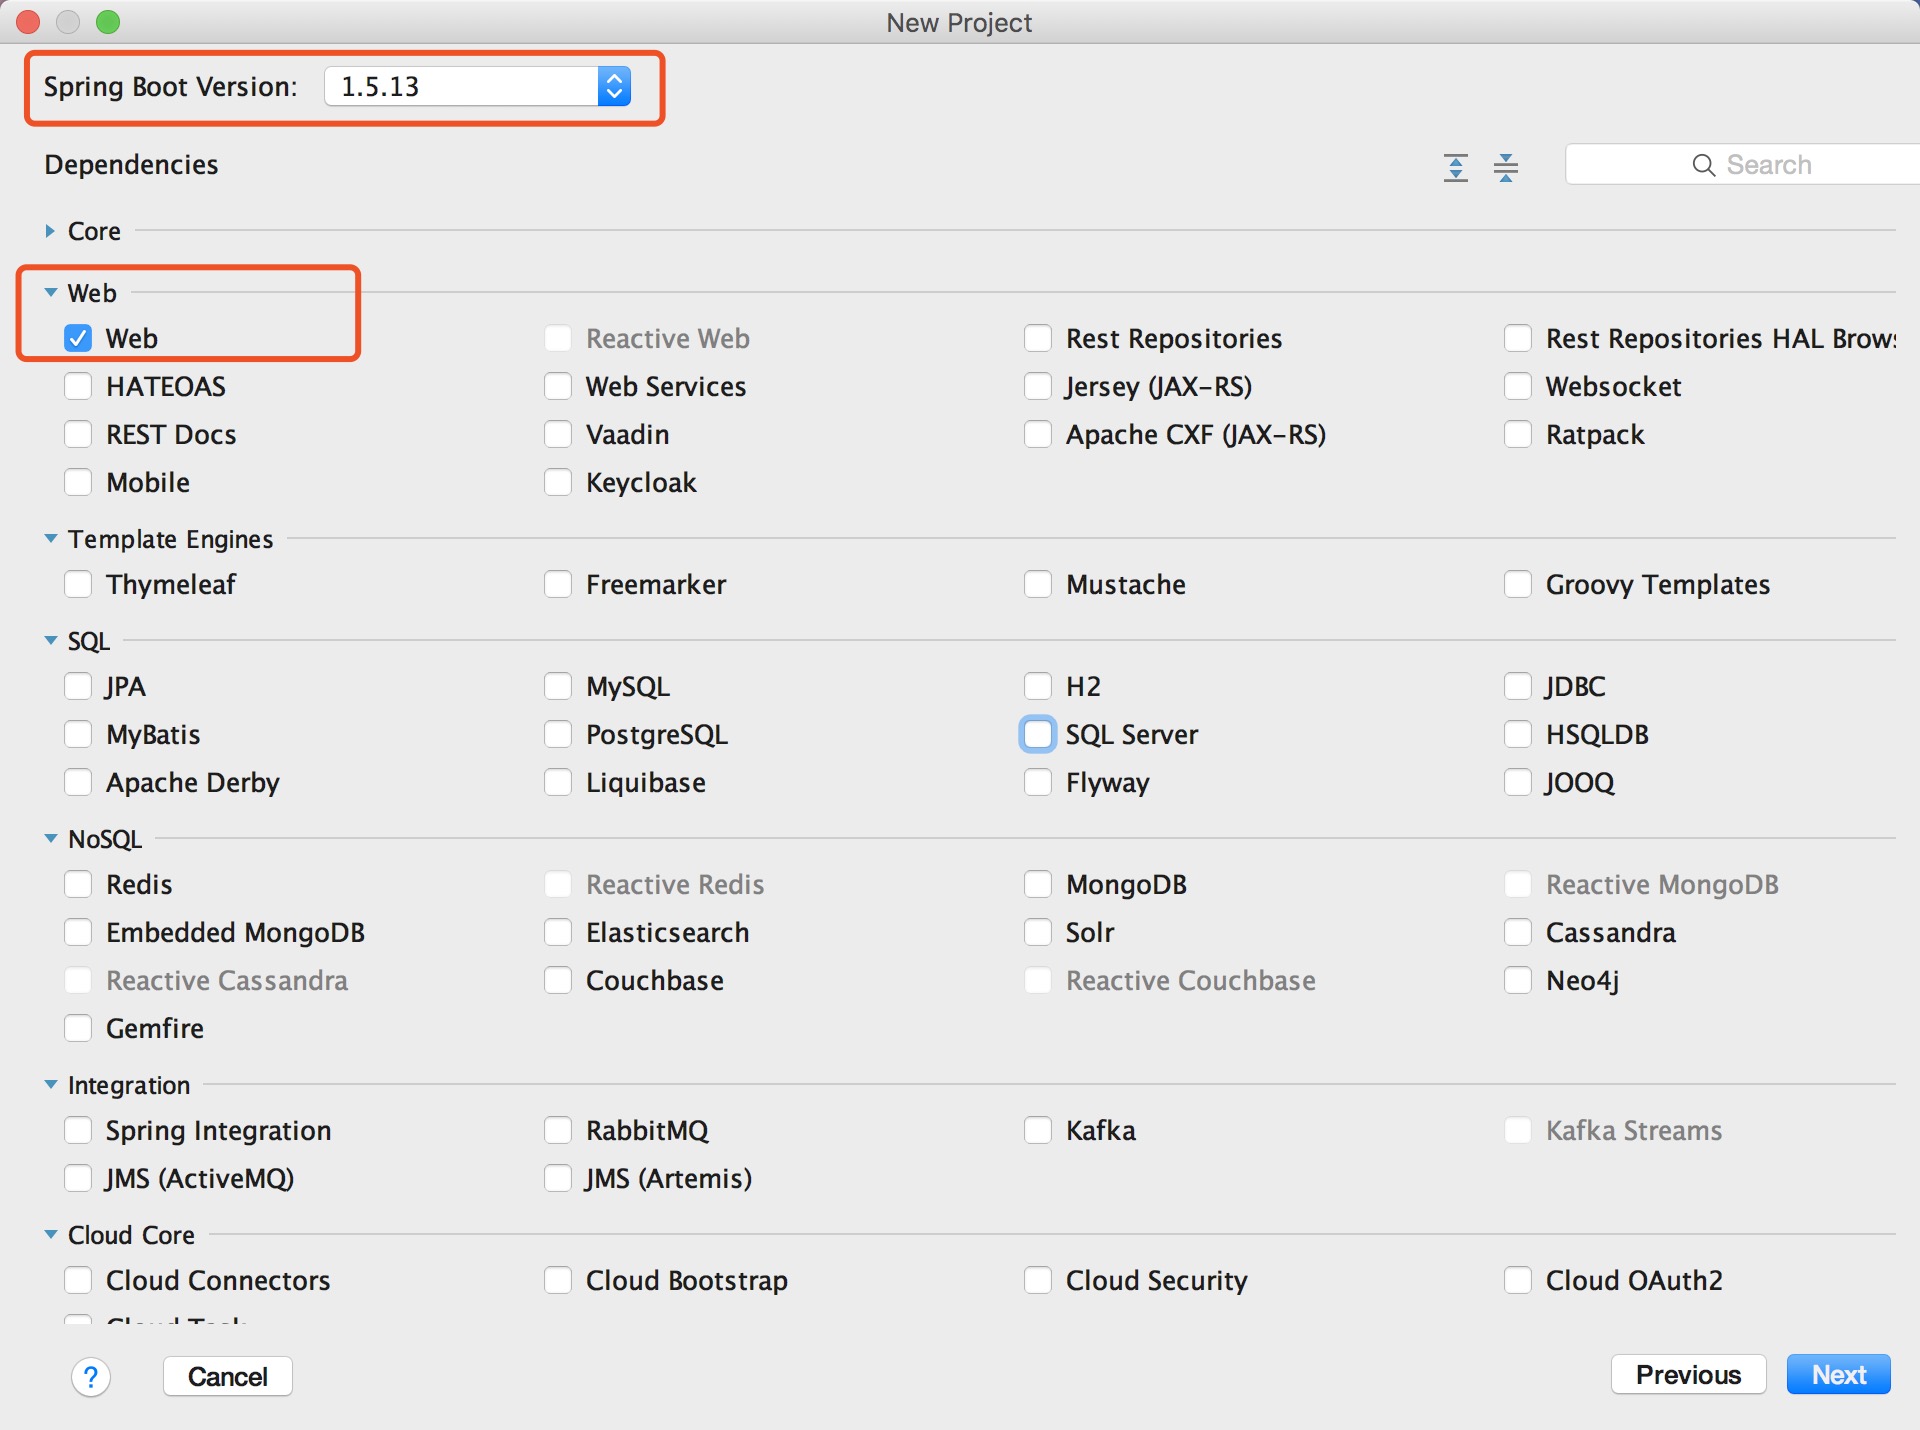 New Project
Spring Boot Version: 1.5.13
Dependencies
Search
Core
Web
Web Reactive Web Rest Repositories Rest Repositories HAL Brows
HATEOAS Web Services Jersey (JAX-RS) Websocket
REST Docs Vaadin Apache CXF (JAX-RS) Ratpack
Mobile Keycloak
Template Engines
Thymeleaf Freemarker Mustache Groovy Templates
SQL
JPA MySQL H2 JDBC
MyBatis PostgreSQL SQL Server HSQLDB
Apache Derby Liquibase Flyway JOOQ
NoSQL
Redis Reactive Redis MongoDB Reactive MongoDB
Embedded MongoDB Elasticsearch Solr Cassandra
Reactive Cassandra Couchbase Reactive Couchbase Neo4j
Gemfire
Integration
Spring Integration RabbitMQ Kafka Kafka Streams
JMS (ActiveMQ) JMS (Artemis)
Cloud Core
Cloud Connectors Cloud Bootstrap Cloud Security Cloud OAuth2
Cloud Task
? Cancel Previous Next